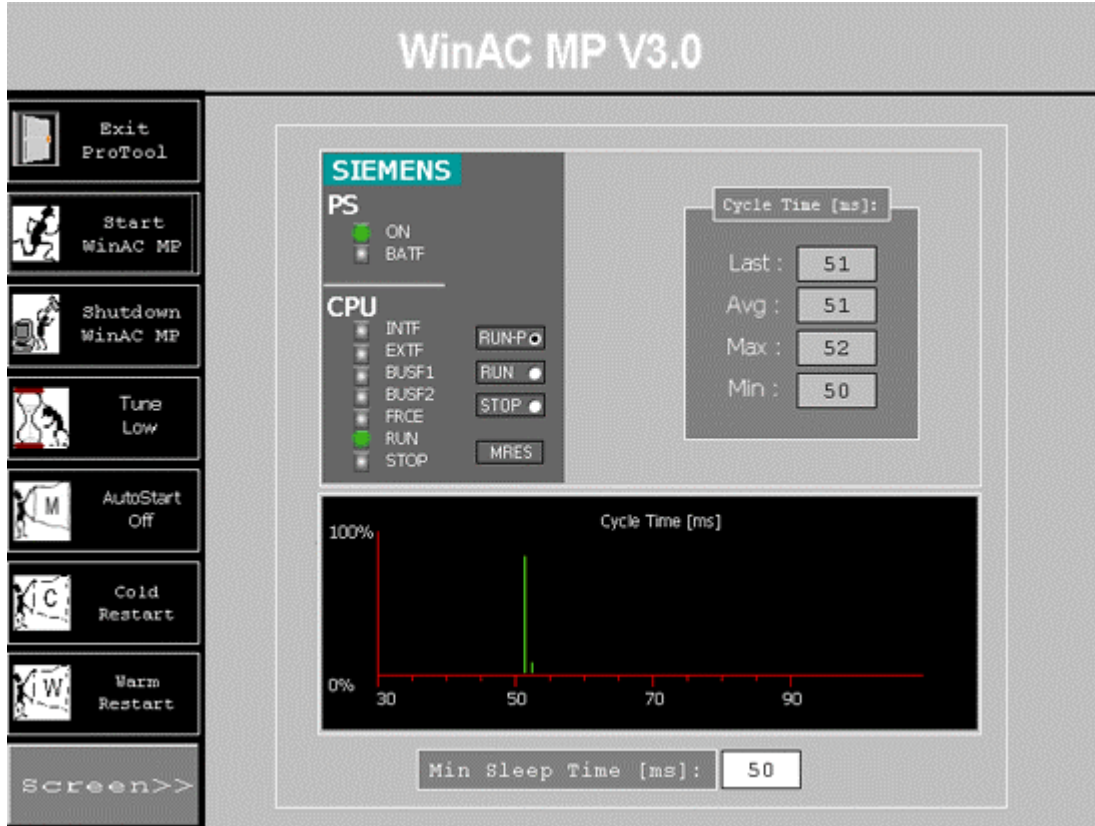 WinAC MP V3.0
Exit
ProTool
Start
WinAC MP
Shutdown
WinAC MP
Tune
Low
M
AutoStart
Off
C
Cold
Restart
W
Warm
Restart
Screen>>
SIEMENS
PS
ON
BATF
CPU
INTF
EXTF
BUSF1
BUSF2
FRCE
RUN
STOP
RUN-P
RUN
STOP
MRES
Cycle Time [ms]:
Last : 51
Avg : 51
Max : 52
Min : 50
Cycle Time [ms]
100%
0%
30 50 70 90
Min Sleep Time [ms]: 50